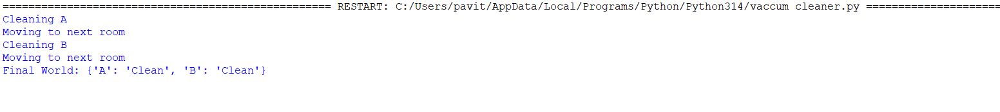 =================================================== RESTART: C:/Users/pavit/AppData/Local/Programs/Python/Python314/vaccum cleaner.py =====================
Cleaning A
Moving to next room
Cleaning B
Moving to next room
Final World: {'A': 'Clean', 'B': 'Clean'}